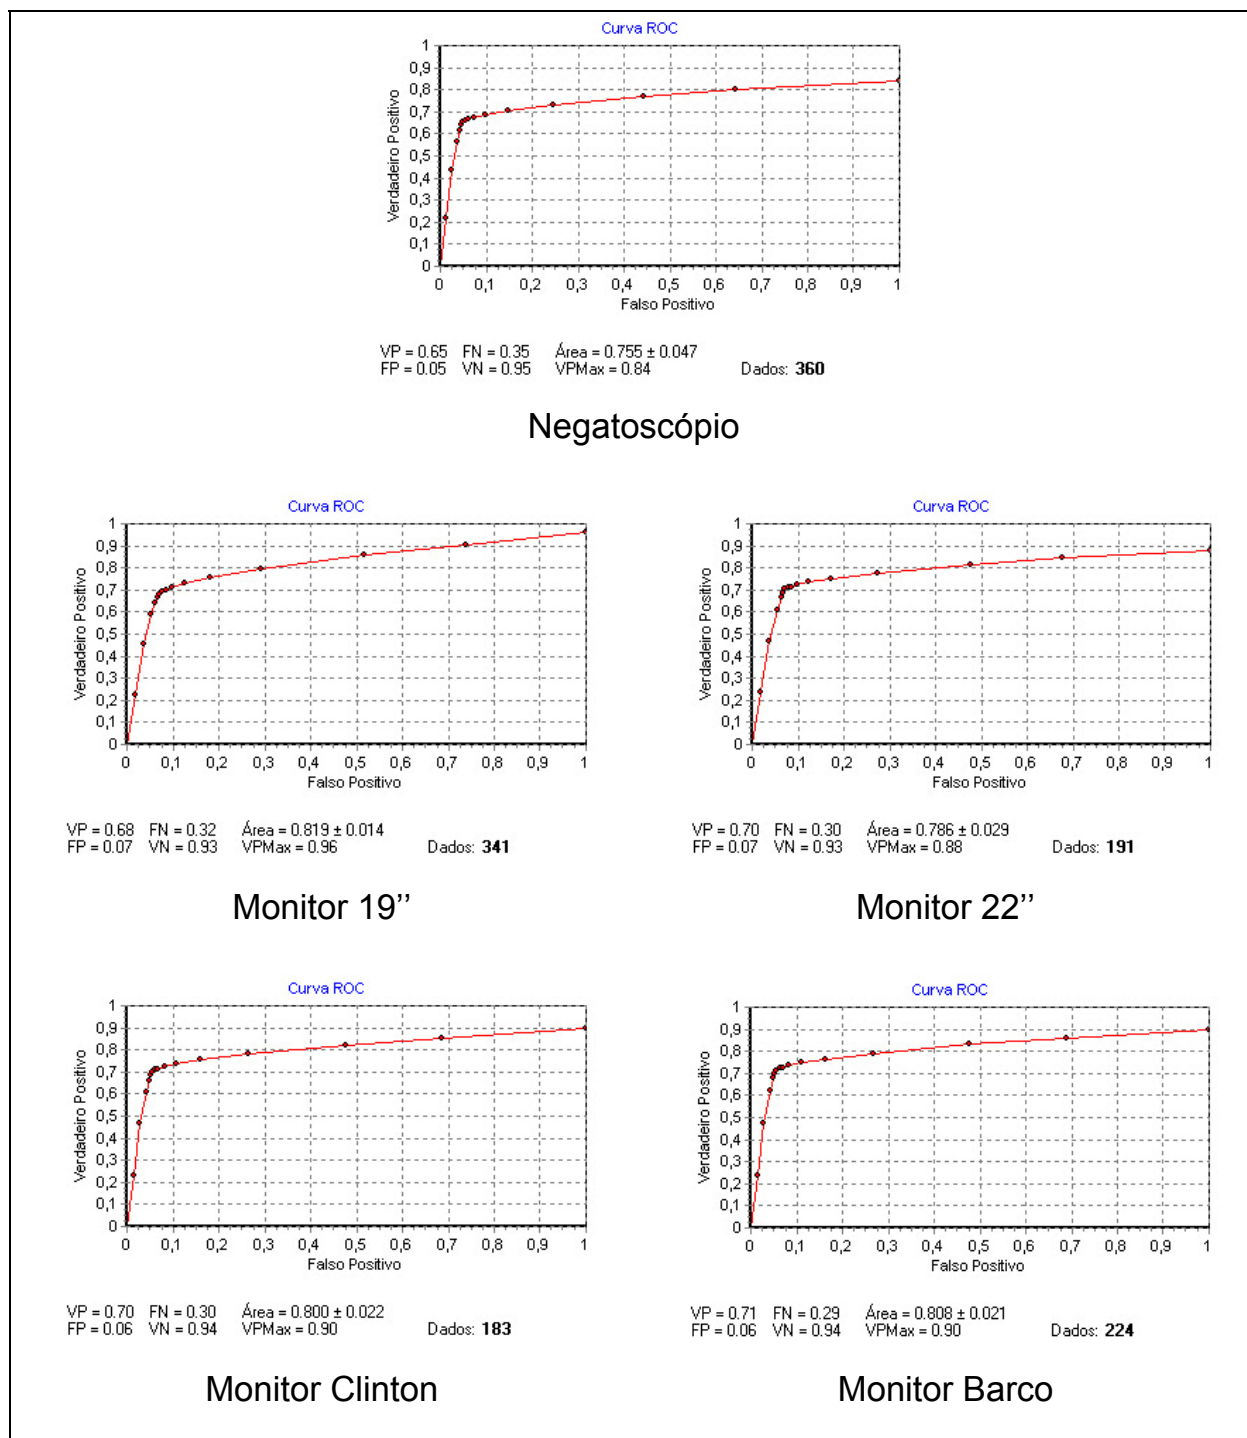 Curva ROC
1
0,9
0,8
0,7
0,6
0,5
0,4
0,3
0,2
0,1
0
Verdadeiro Positivo
0 0,1 0,2 0,3 0,4 0,5 0,6 0,7 0,8 0,9 1
Falso Positivo
VP = 0.65 FN = 0.35 Área = 0.755 ± 0.047
FP = 0.05 VN = 0.95 VPMax = 0.84 Dados: 360
Negatoscópio
Curva ROC
1
0,9
0,8
0,7
0,6
0,5
0,4
0,3
0,2
0,1
0
Verdadeiro Positivo
0 0,1 0,2 0,3 0,4 0,5 0,6 0,7 0,8 0,9 1
Falso Positivo
VP = 0.68 FN = 0.32 Área = 0.819 ± 0.014
FP = 0.07 VN = 0.93 VPMax = 0.96 Dados: 341
Monitor 19’’
Curva ROC
1
0,9
0,8
0,7
0,6
0,5
0,4
0,3
0,2
0,1
0
Verdadeiro Positivo
0 0,1 0,2 0,3 0,4 0,5 0,6 0,7 0,8 0,9 1
Falso Positivo
VP = 0.70 FN = 0.30 Área = 0.786 ± 0.029
FP = 0.07 VN = 0.93 VPMax = 0.88 Dados: 191
Monitor 22’’
Curva ROC
1
0,9
0,8
0,7
0,6
0,5
0,4
0,3
0,2
0,1
0
Verdadeiro Positivo
0 0,1 0,2 0,3 0,4 0,5 0,6 0,7 0,8 0,9 1
Falso Positivo
VP = 0.70 FN = 0.30 Área = 0.800 ± 0.022
FP = 0.06 VN = 0.94 VPMax = 0.90 Dados: 183
Monitor Clinton
Curva ROC
1
0,9
0,8
0,7
0,6
0,5
0,4
0,3
0,2
0,1
0
Verdadeiro Positivo
0 0,1 0,2 0,3 0,4 0,5 0,6 0,7 0,8 0,9 1
Falso Positivo
VP = 0.71 FN = 0.29 Área = 0.808 ± 0.021
FP = 0.06 VN = 0.94 VPMax = 0.90 Dados: 224
Monitor Barco